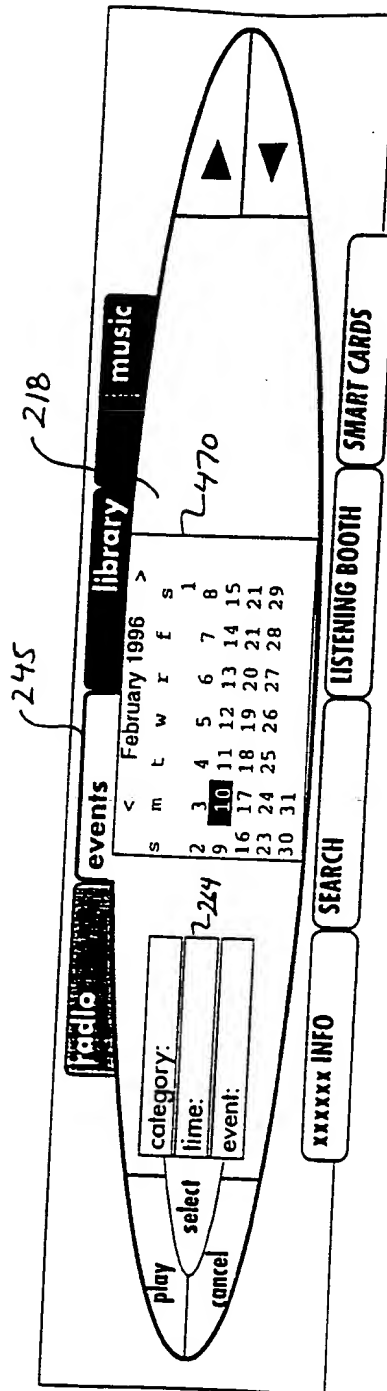 245
218
radio
events
library
music
play
select
cancel
category:
time:
event:
< February 1996 >
s m t w r f s
1
2 3 4 5 6 7 8
9 10 11 12 13 14 15
16 17 18 19 20 21 21
23 24 25 26 27 28 29
30 31
470
xxxxxx INFO
SEARCH
LISTENING BOOTH
SMART CARDS